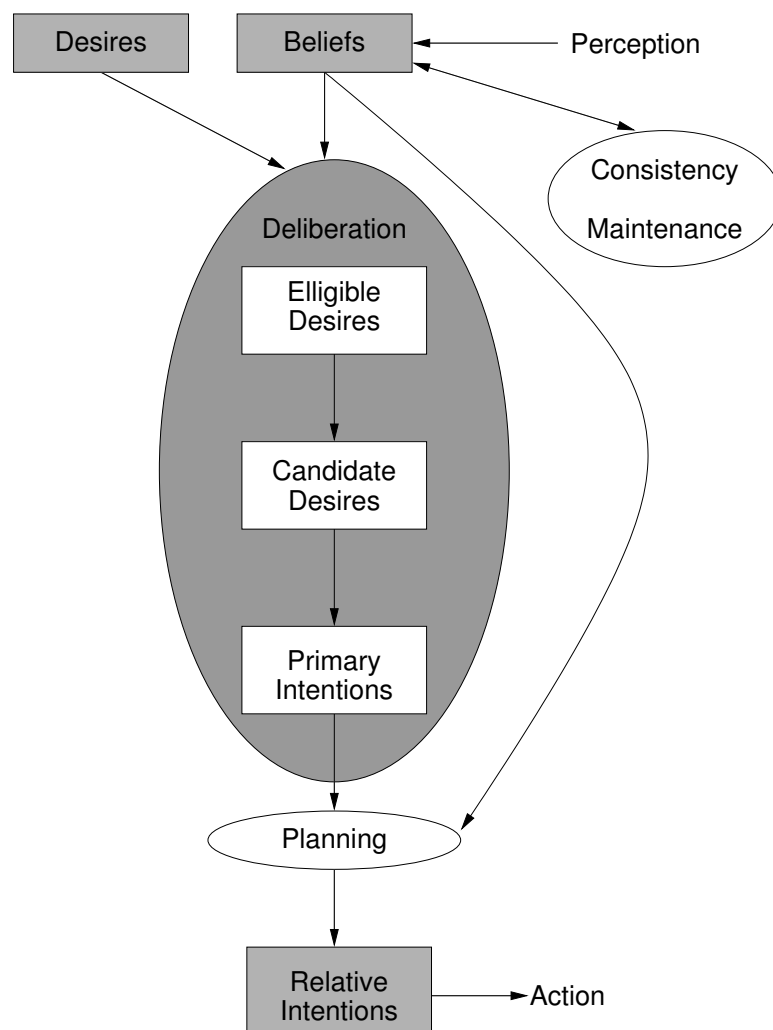 Desires
Beliefs
Perception
Consistency
Maintenance
Deliberation
Elligible
Desires
Candidate
Desires
Primary
Intentions
Planning
Relative
Intentions
Action